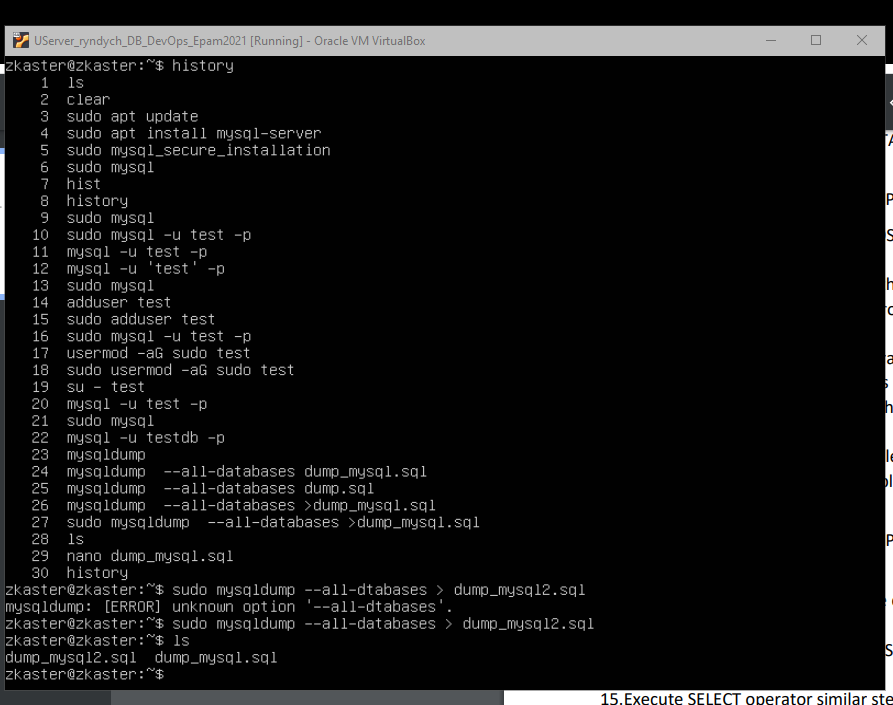 UServer_ryndych_DB_DevOps_Epam2021 [Running] - Oracle VM VirtualBox
zkaster@zkaster:~$ history
1 ls
2 clear
3 sudo apt update
4 sudo apt install mysql-server
5 sudo mysql_secure_installation
6 sudo mysql
7 hist
8 history
9 sudo mysql
10 sudo mysql -u test -p
11 mysql -u test -p
12 mysql -u 'test' -p
13 sudo mysql
14 adduser test
15 sudo adduser test
16 sudo mysql -u test -p
17 usermod -aG sudo test
18 sudo usermod -aG sudo test
19 su - test
20 mysql -u test -p
21 sudo mysql
22 mysql -u testdb -p
23 mysqldump
24 mysqldump  --all-databases dump_mysql.sql
25 mysqldump  --all-databases dump.sql
26 mysqldump  --all-databases >dump_mysql.sql
27 sudo mysqldump  --all-databases >dump_mysql.sql
28 ls
29 nano dump_mysql.sql
30 history
zkaster@zkaster:~$ sudo mysqldump --all-dtabases > dump_mysql2.sql
mysqldump: [ERROR] unknown option '--all-dtabases'.
zkaster@zkaster:~$ sudo mysqldump --all-databases >  dump_mysql2.sql
zkaster@zkaster:~$ ls
dump_mysql2.sql  dump_mysql.sql
zkaster@zkaster:~$
15.Execute SELECT operator similar ste